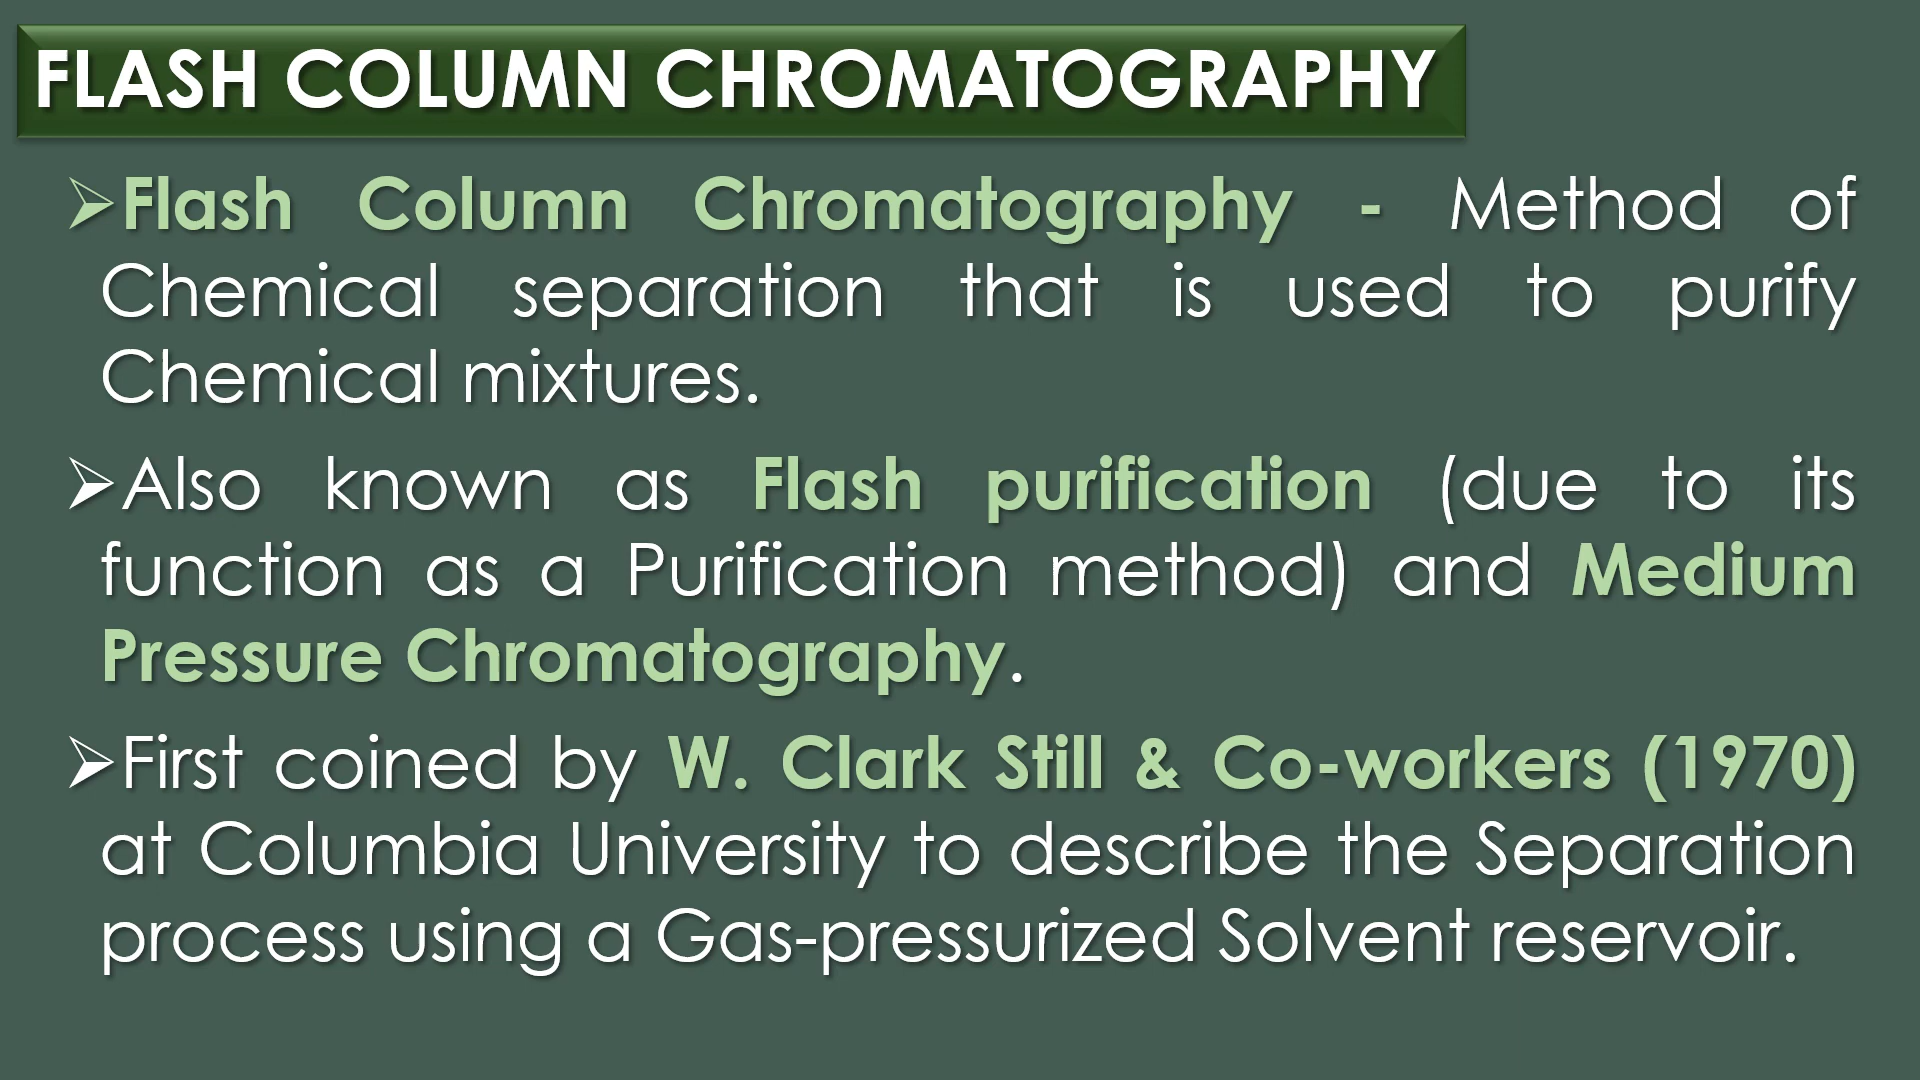 FLASH COLUMN CHROMATOGRAPHY
➢Flash Column Chromatography - Method of
Chemical separation that is used to purify
Chemical mixtures.
➢Also known as Flash purification (due to its
function as a Purification method) and Medium
Pressure Chromatography.
➢First coined by W. Clark Still & Co-workers (1970)
at Columbia University to describe the Separation
process using a Gas-pressurized Solvent reservoir.